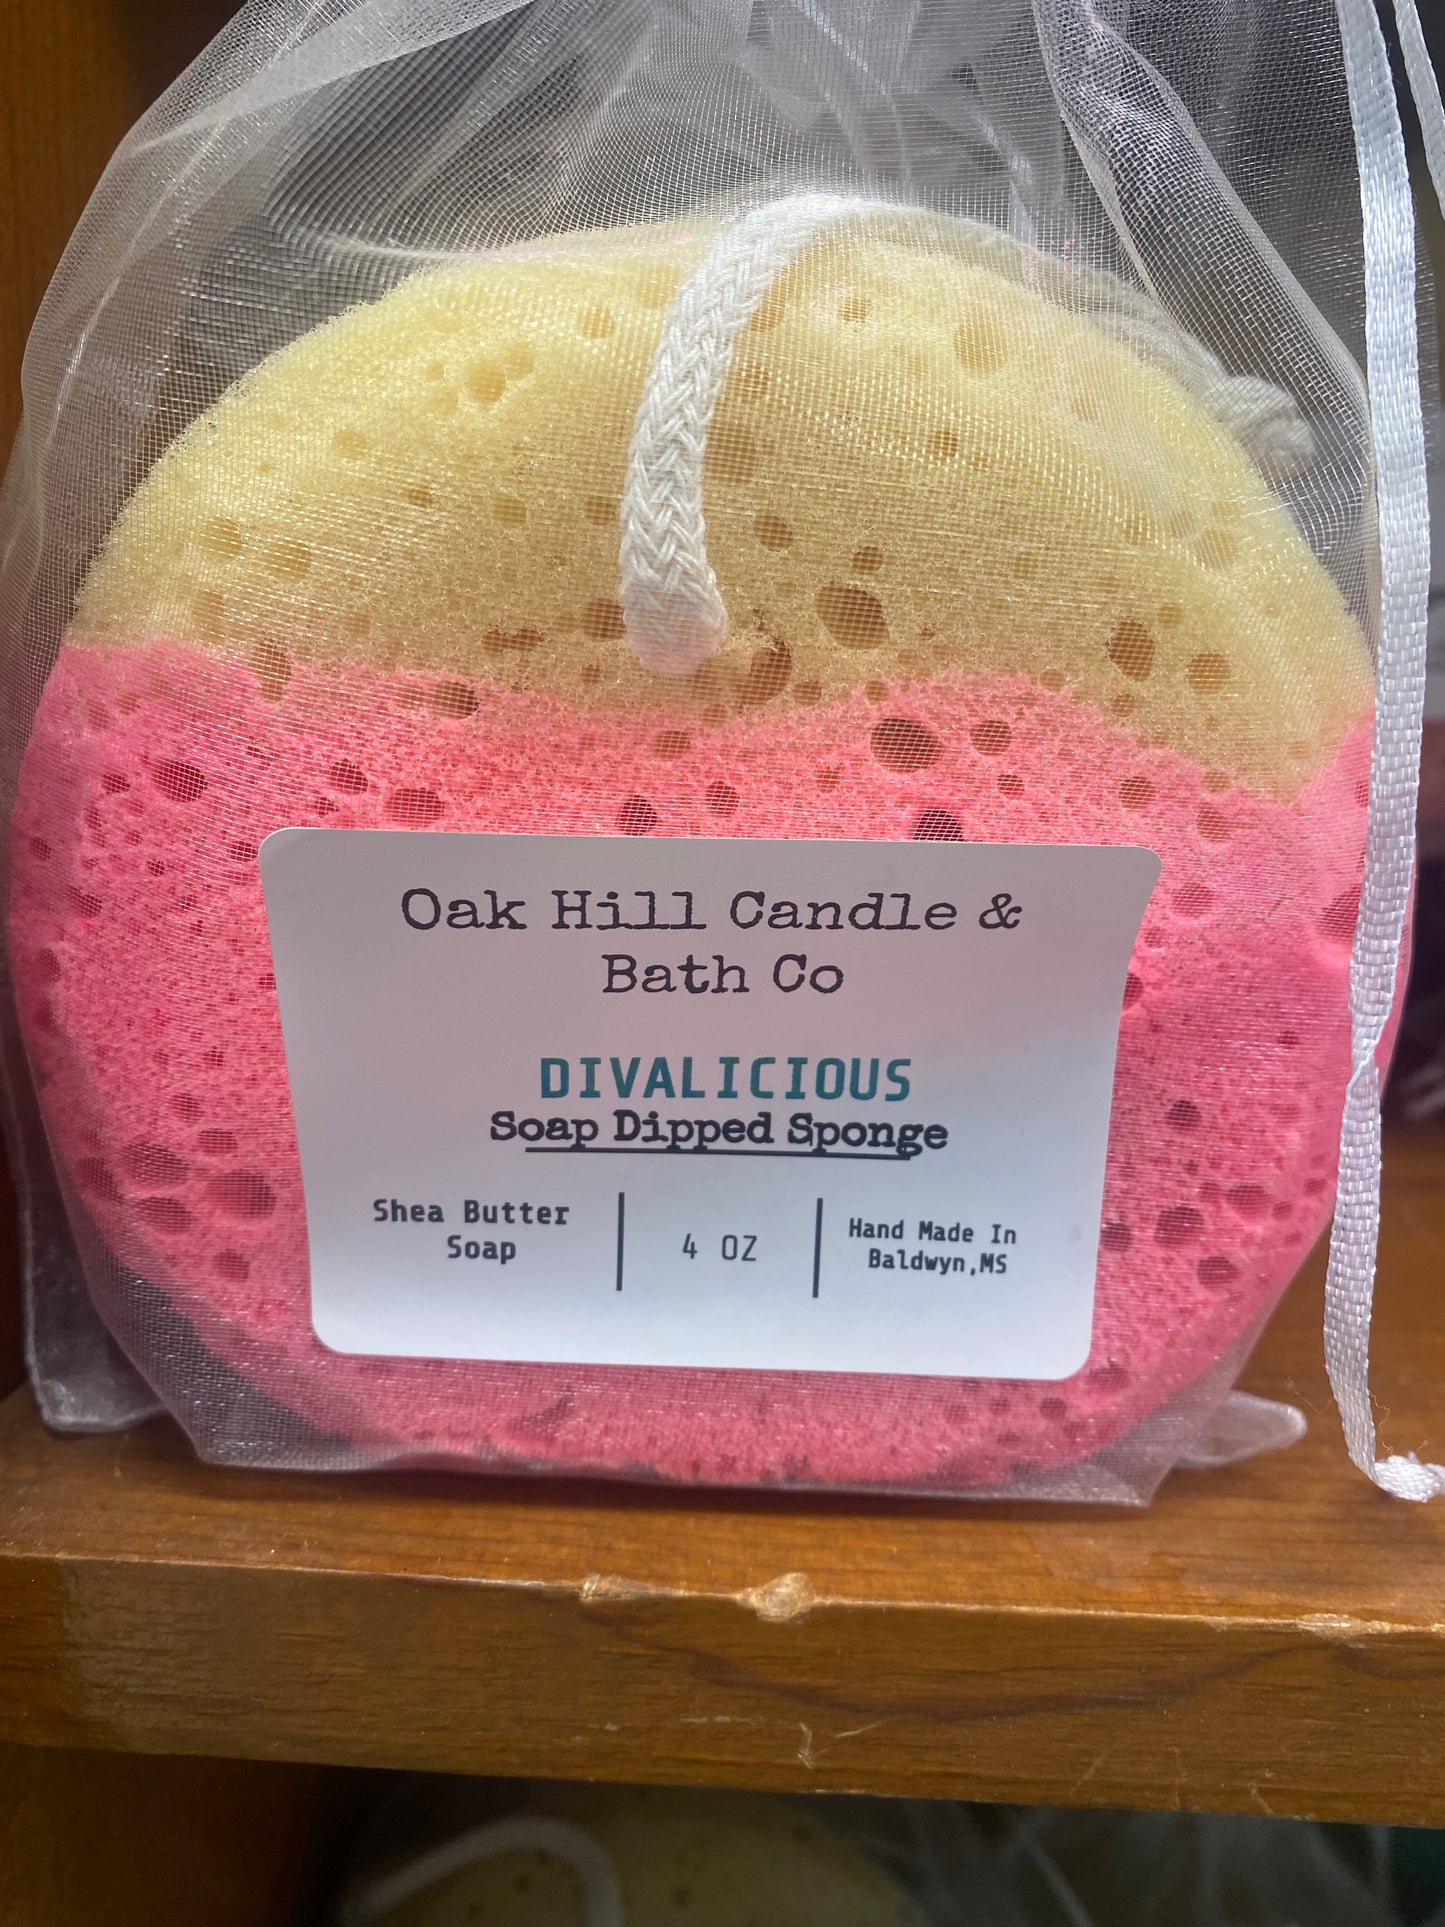 Oak Hill Candle &
Bath Co
DIVALICIOUS
Soap Dipped Sponge
Shea Butter
Soap
4 OZ
Hand Made In
Baldwyn,MS